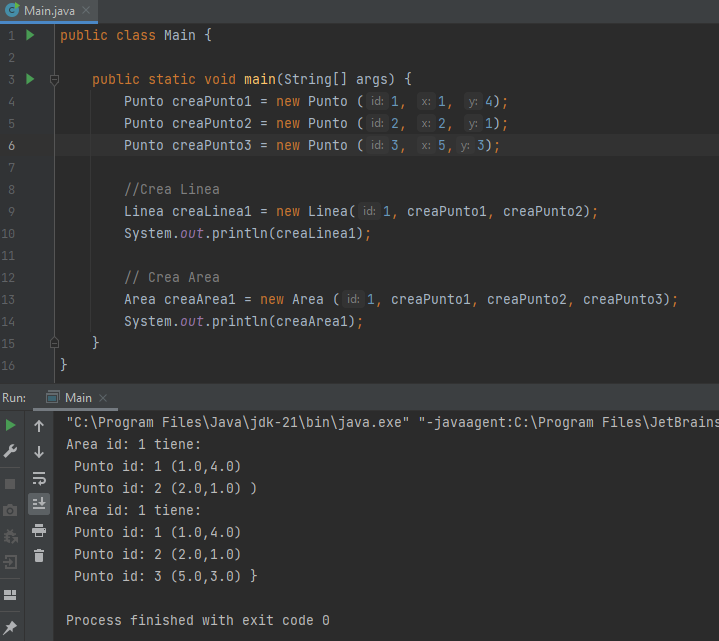 Main.java
1 public class Main {
2
3 public static void main(String[] args) {
4 Punto creaPunto1 = new Punto ( id: 1, x: 1, y: 4);
5 Punto creaPunto2 = new Punto ( id: 2, x: 2, y: 1);
6 Punto creaPunto3 = new Punto ( id: 3, x: 5, y: 3);
7
8 //Crea Linea
9 Linea creaLinea1 = new Linea( id: 1, creaPunto1, creaPunto2);
10 System.out.println(creaLinea1);
11
12 // Crea Area
13 Area creaArea1 = new Area ( id: 1, creaPunto1, creaPunto2, creaPunto3);
14 System.out.println(creaArea1);
15 }
16 }
Run: Main
"C:\Program Files\Java\jdk-21\bin\java.exe" "-javaagent:C:\Program Files\JetBrains
Area id: 1 tiene:
Punto id: 1 (1.0,4.0)
Punto id: 2 (2.0,1.0) )
Area id: 1 tiene:
Punto id: 1 (1.0,4.0)
Punto id: 2 (2.0,1.0)
Punto id: 3 (5.0,3.0) }
Process finished with exit code 0